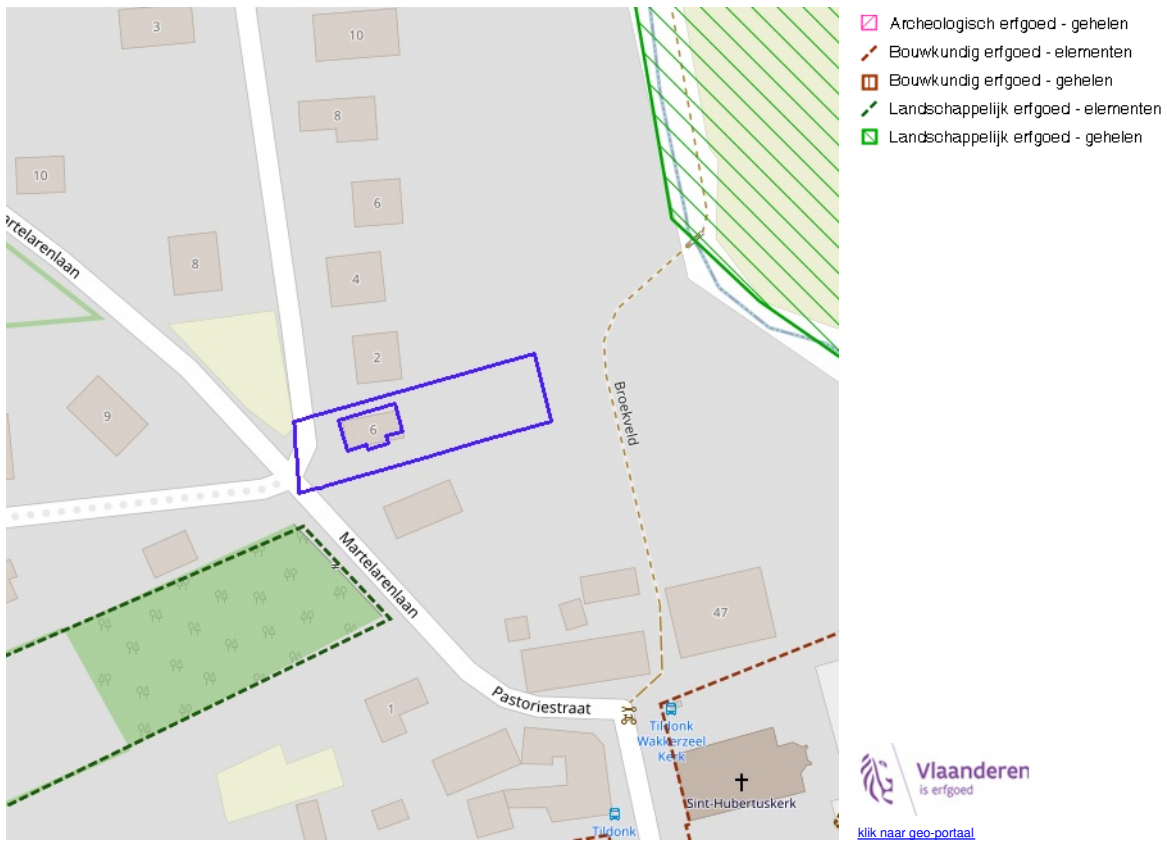 3
10
8
10
6
artelarenlaan
8
4
2
9
6
Broekveld
Martelarenlaan
47
1
Pastoriestraat
Tildonk
Wakkerzeel
Kerk
Sint-Hubertuskerk
Tildonk
Archeologisch erfgoed - gehelen
Bouwkundig erfgoed - elementen
Bouwkundig erfgoed - gehelen
Landschappelijk erfgoed - elementen
Landschappelijk erfgoed - gehelen
Vlaanderen
is erfgoed
klik naar geo-portaal